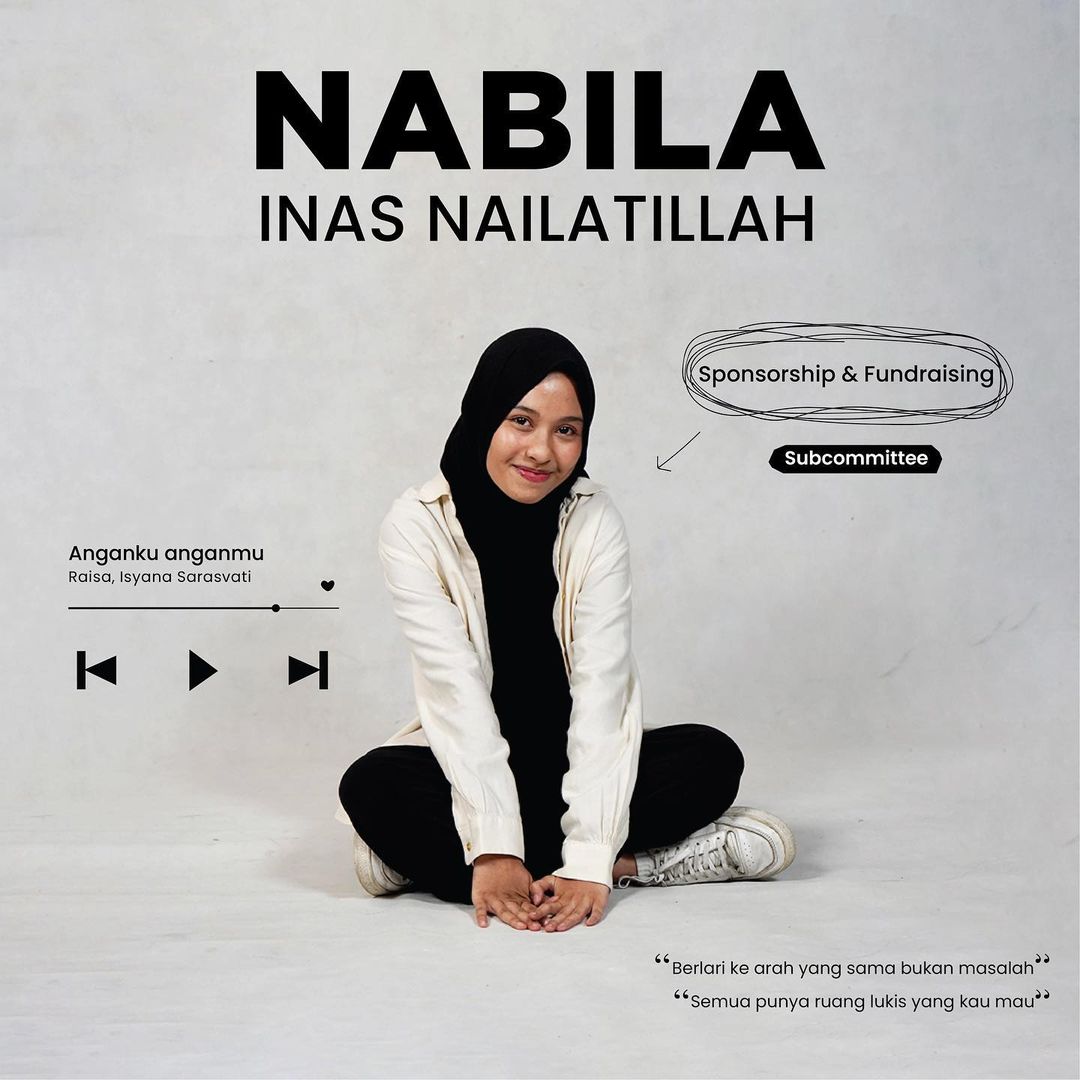 NABILA
INAS NAILATILLAH
Sponsorship & Fundraising
Subcommittee
Anganku anganmu
Raisa, Isyana Sarasvati
“Berlari ke arah yang sama bukan masalah”
“Semua punya ruang lukis yang kau mau”